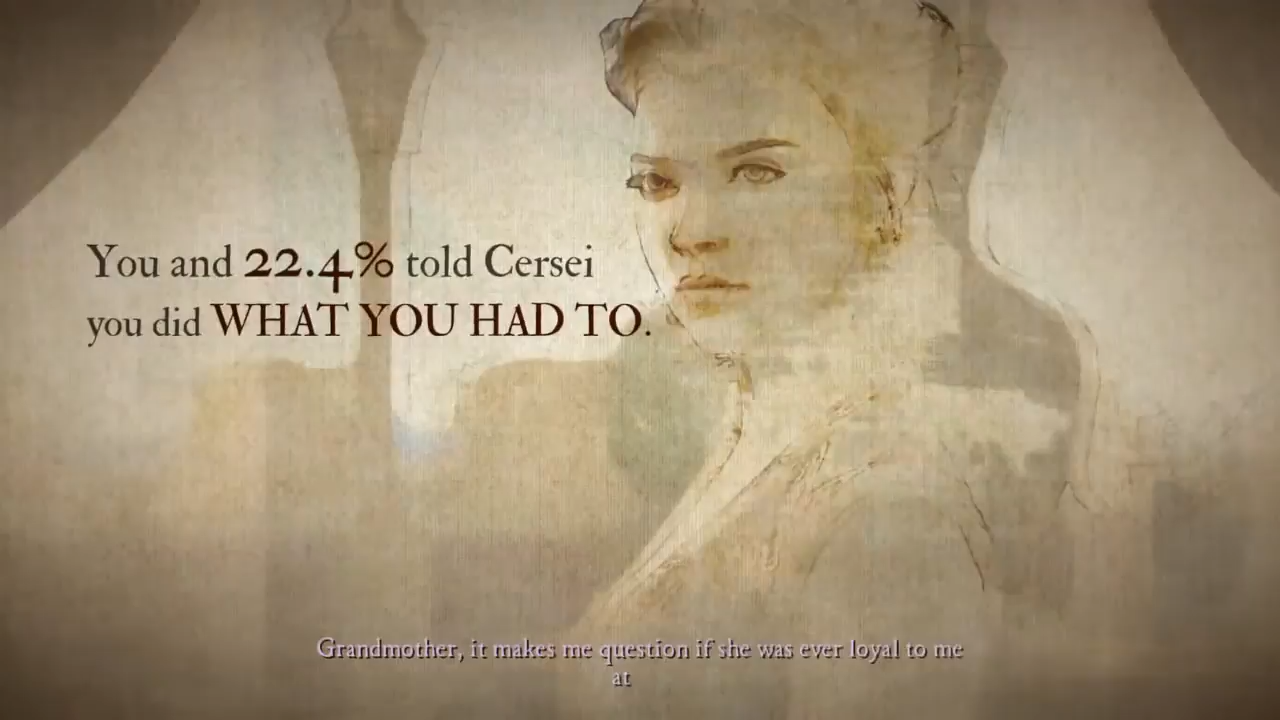 You and 22.4% told Cersei
you did WHAT YOU HAD TO.
Grandmother, it makes me question if she was ever loyal to me
at